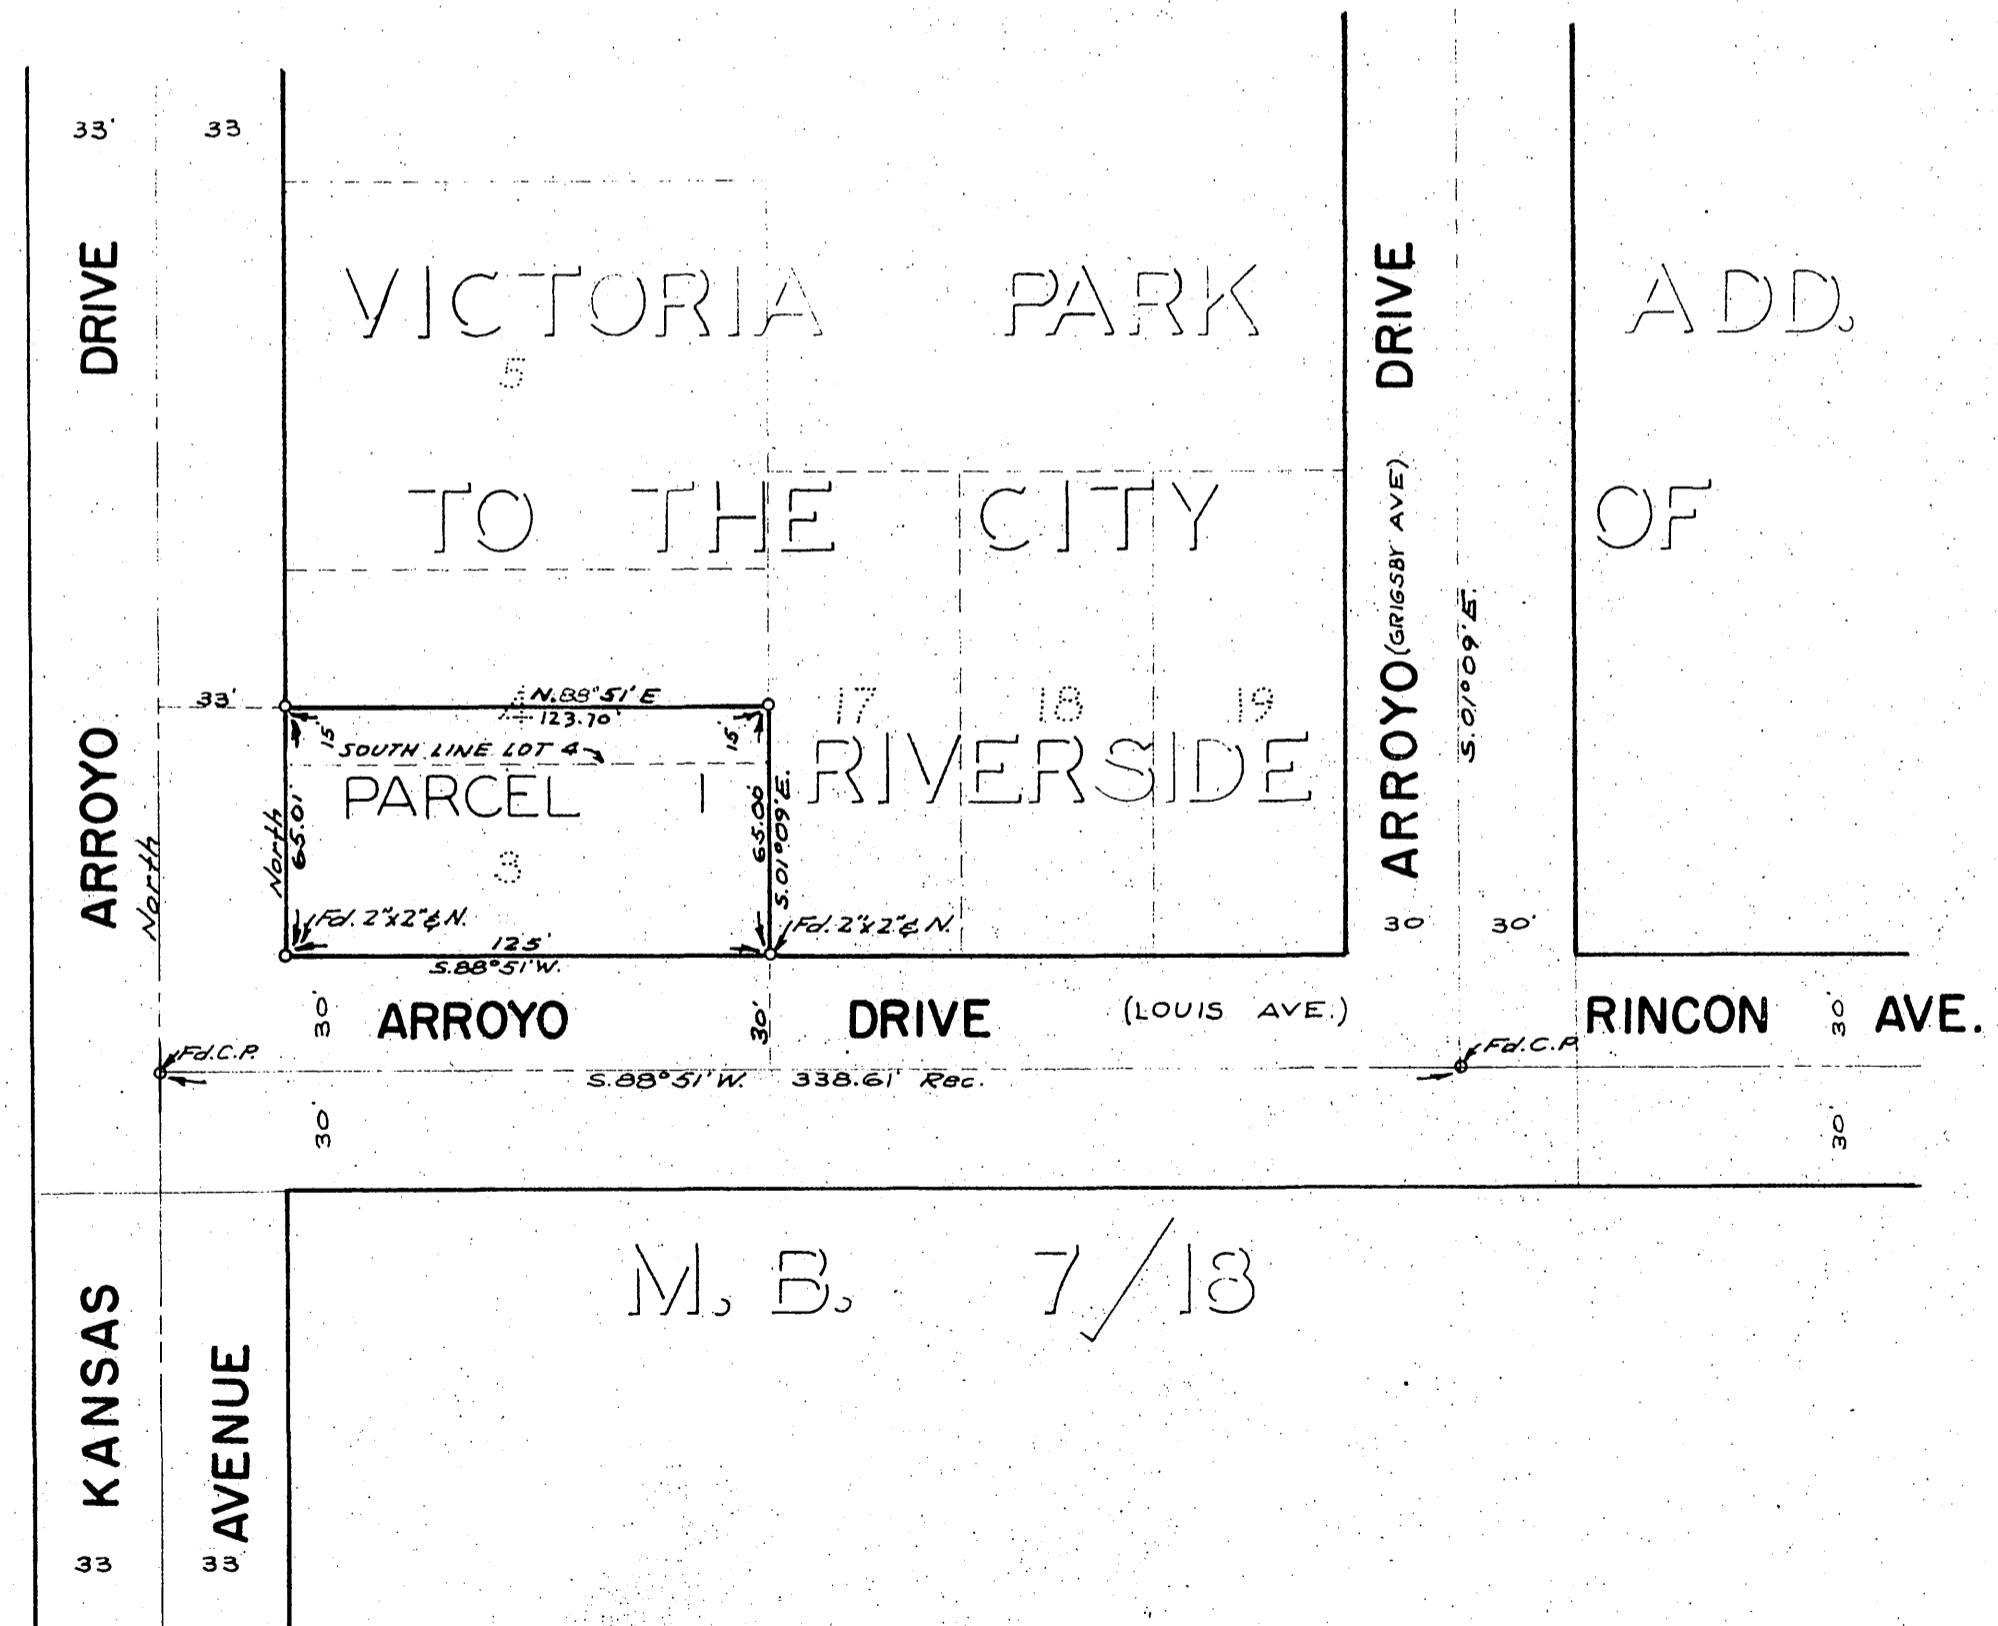 33' 33
DRIVE
ARROYO
North
33'
VICTORIA PARK ADD.
5
TO THE CITY OF
DRIVE
(GRIGSBY AVE)
ARROYO
S.01°09'E.
30 30'
4
N.88°51'E
123.70'
15' 15'
SOUTH LINE LOT 4
PARCEL 1
3
North
65.01'
65.00
S.01°09'E.
17 18 19
RIVERSIDE
Fd. 2"x2" & N.
Fd. 2"x2" & N.
125'
S.88°51'W.
30' ARROYO 30' DRIVE (LOUIS AVE.) RINCON 30' AVE.
Fd.C.P.
Fd.C.P.
S.88°51'W. 338.61' Rec.
30' 30'
M. B. 7/18
KANSAS
AVENUE
33 33